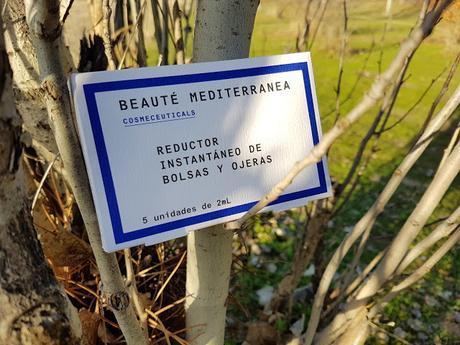 BEAUTÉ MEDITERRANEA
COSMECEUTICALS
REDUCTOR
INSTANTÁNEO DE
BOLSAS Y OJERAS
5 unidades de 2mL